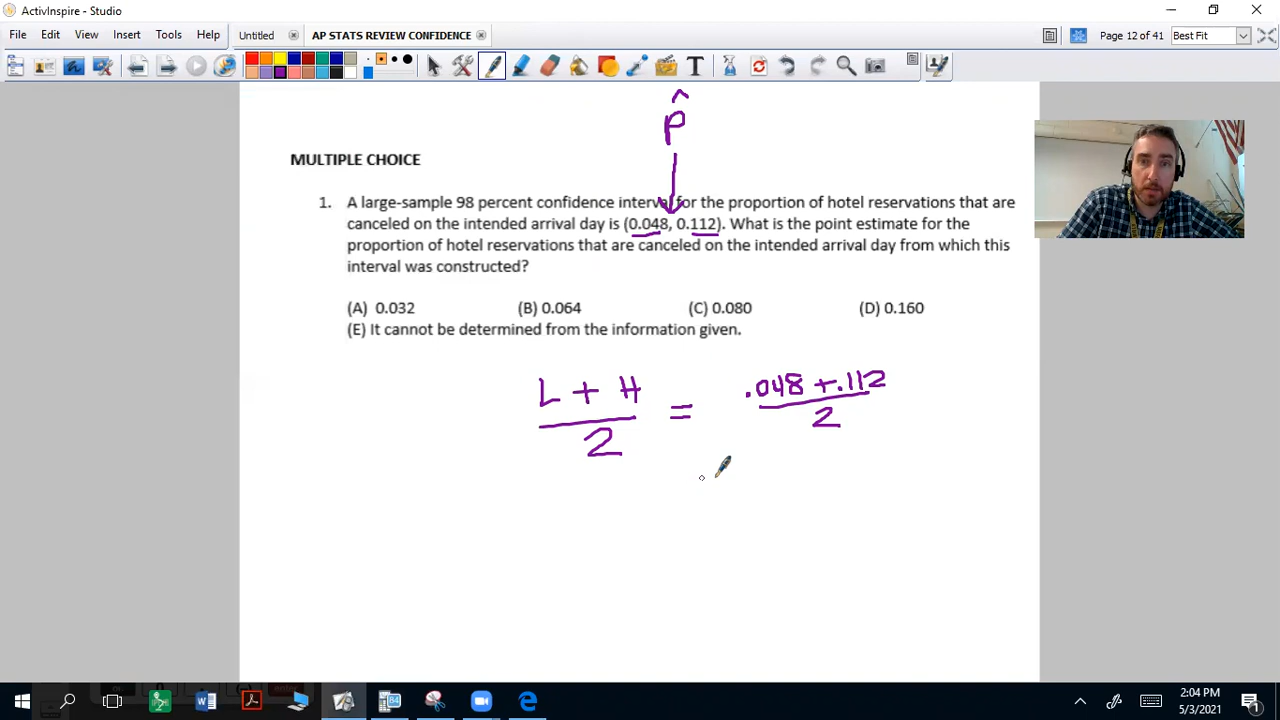 ActivInspire - Studio
File Edit View Insert Tools Help Untitled AP STATS REVIEW CONFIDENCE Page 12 of 41 Best Fit
p̂
MULTIPLE CHOICE
1. A large-sample 98 percent confidence interval for the proportion of hotel reservations that are
canceled on the intended arrival day is (0.048, 0.112). What is the point estimate for the
proportion of hotel reservations that are canceled on the intended arrival day from which this
interval was constructed?
(A) 0.032 (B) 0.064 (C) 0.080 (D) 0.160
(E) It cannot be determined from the information given.
L + H = .048 + .112
2 2
2:04 PM
5/3/2021